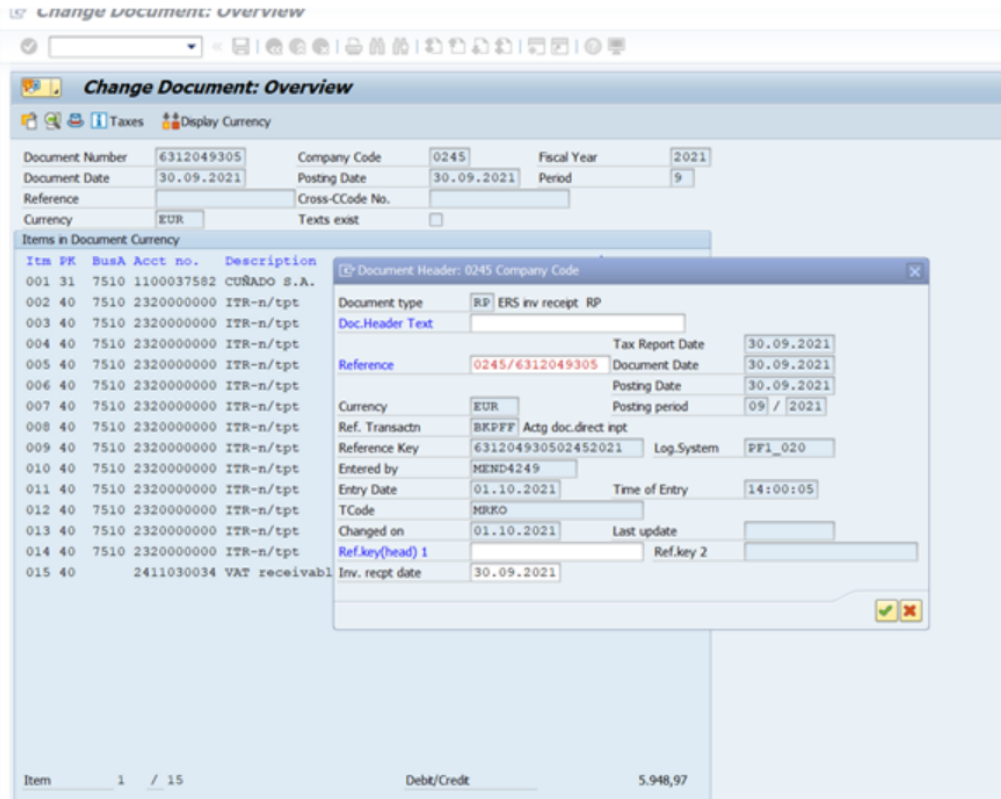 Change Document: Overview
Change Document: Overview
Taxes Display Currency
Document Number 6312049305 Company Code 0245 Fiscal Year 2021
Document Date 30.09.2021 Posting Date 30.09.2021 Period 9
Reference Cross-CCode No.
Currency EUR Texts exist
Items in Document Currency
Itm PK BusA Acct no. Description
001 31 7510 1100037582 CUÑADO S.A.
002 40 7510 2320000000 ITR-n/tpt
003 40 7510 2320000000 ITR-n/tpt
004 40 7510 2320000000 ITR-n/tpt
005 40 7510 2320000000 ITR-n/tpt
006 40 7510 2320000000 ITR-n/tpt
007 40 7510 2320000000 ITR-n/tpt
008 40 7510 2320000000 ITR-n/tpt
009 40 7510 2320000000 ITR-n/tpt
010 40 7510 2320000000 ITR-n/tpt
011 40 7510 2320000000 ITR-n/tpt
012 40 7510 2320000000 ITR-n/tpt
013 40 7510 2320000000 ITR-n/tpt
014 40 7510 2320000000 ITR-n/tpt
015 40 2411030034 VAT receivabl
Document Header: 0245 Company Code
Document type RP ERS inv receipt RP
Doc.Header Text
Tax Report Date 30.09.2021
Reference 0245/6312049305 Document Date 30.09.2021
Posting Date 30.09.2021
Currency EUR Posting period 09 / 2021
Ref. Transactn BKPFF Actg doc.direct inpt
Reference Key 631204930502452021 Log.System PF1_020
Entered by MEND4249
Entry Date 01.10.2021 Time of Entry 14:00:05
TCode MRKO
Changed on 01.10.2021 Last update
Ref.key(head) 1 Ref.key 2
Inv. recpt date 30.09.2021
Item 1 / 15 Debit/Credit 5.948,97